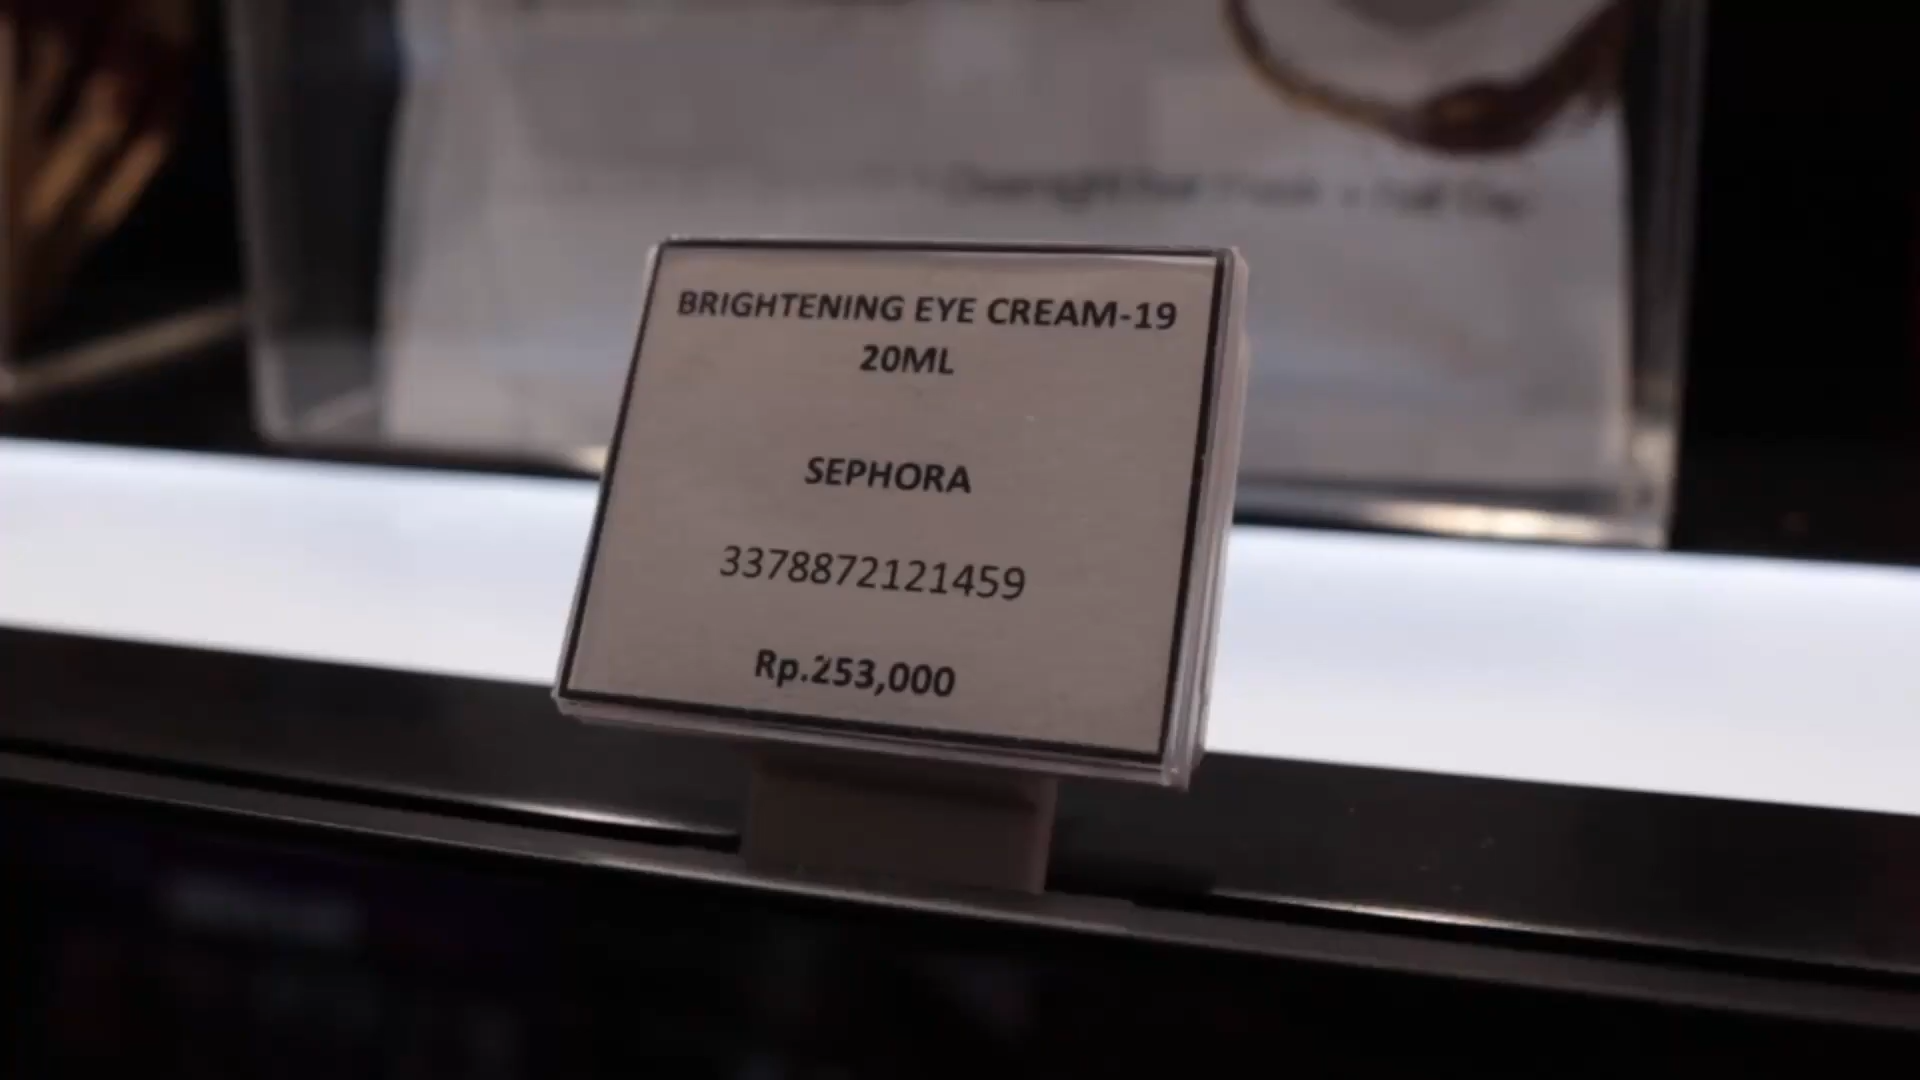 BRIGHTENING EYE CREAM-19
20ML
SEPHORA
3378872121459
Rp.253,000